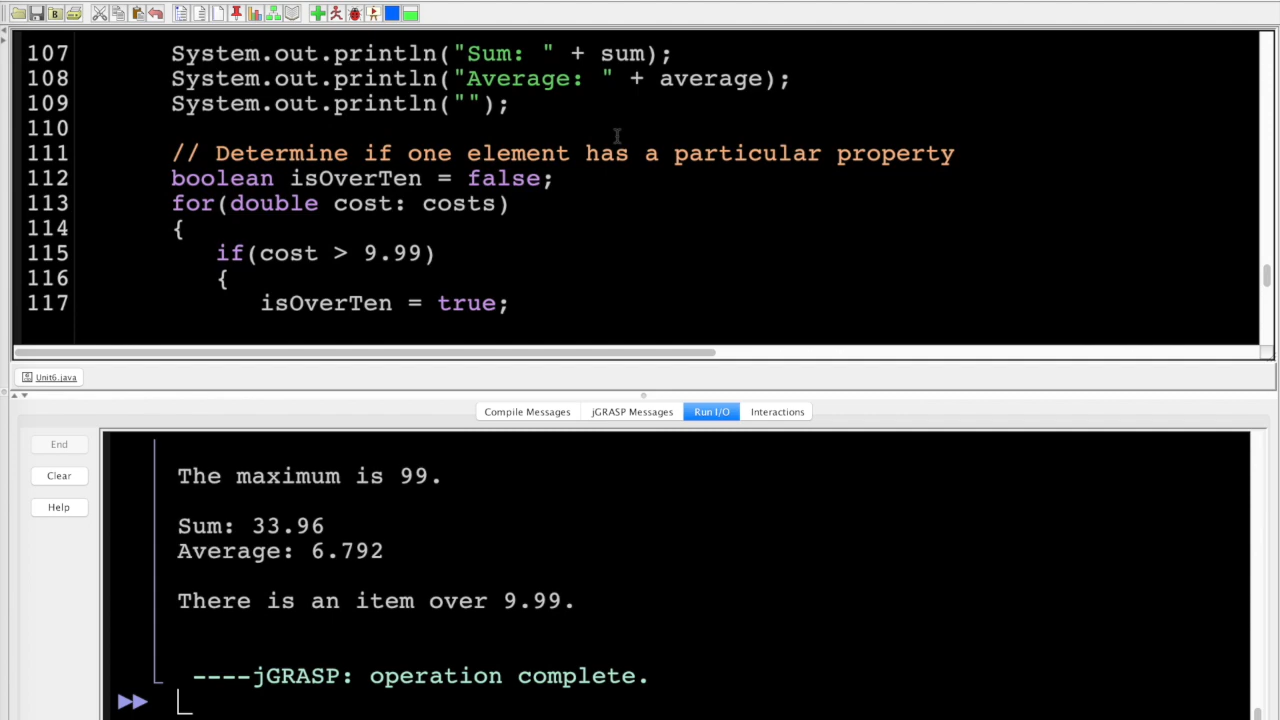 107 System.out.println("Sum: " + sum);
108 System.out.println("Average: " + average);
109 System.out.println("");
110
111 // Determine if one element has a particular property
112 boolean isOverTen = false;
113 for(double cost: costs)
114 {
115 if(cost > 9.99)
116 {
117 isOverTen = true;
Unit6.java
Compile Messages jGRASP Messages Run I/O Interactions
End
Clear
Help
The maximum is 99.
Sum: 33.96
Average: 6.792
There is an item over 9.99.
----jGRASP: operation complete.